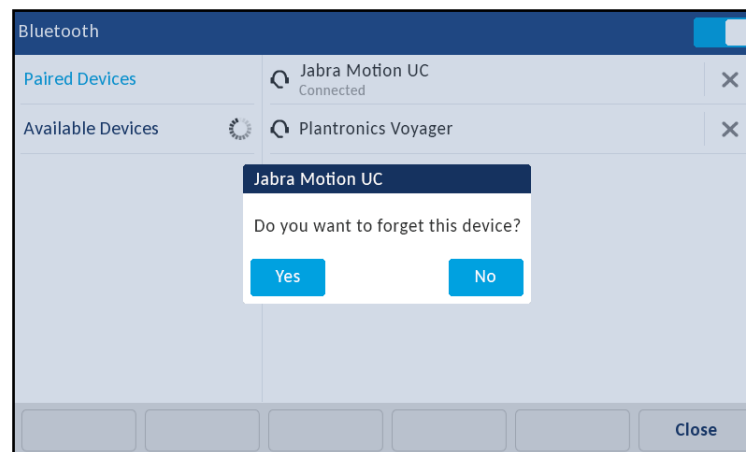 Bluetooth
Paired Devices
Jabra Motion UC
Connected
Available Devices
Plantronics Voyager
Jabra Motion UC
Do you want to forget this device?
Yes
No
Close